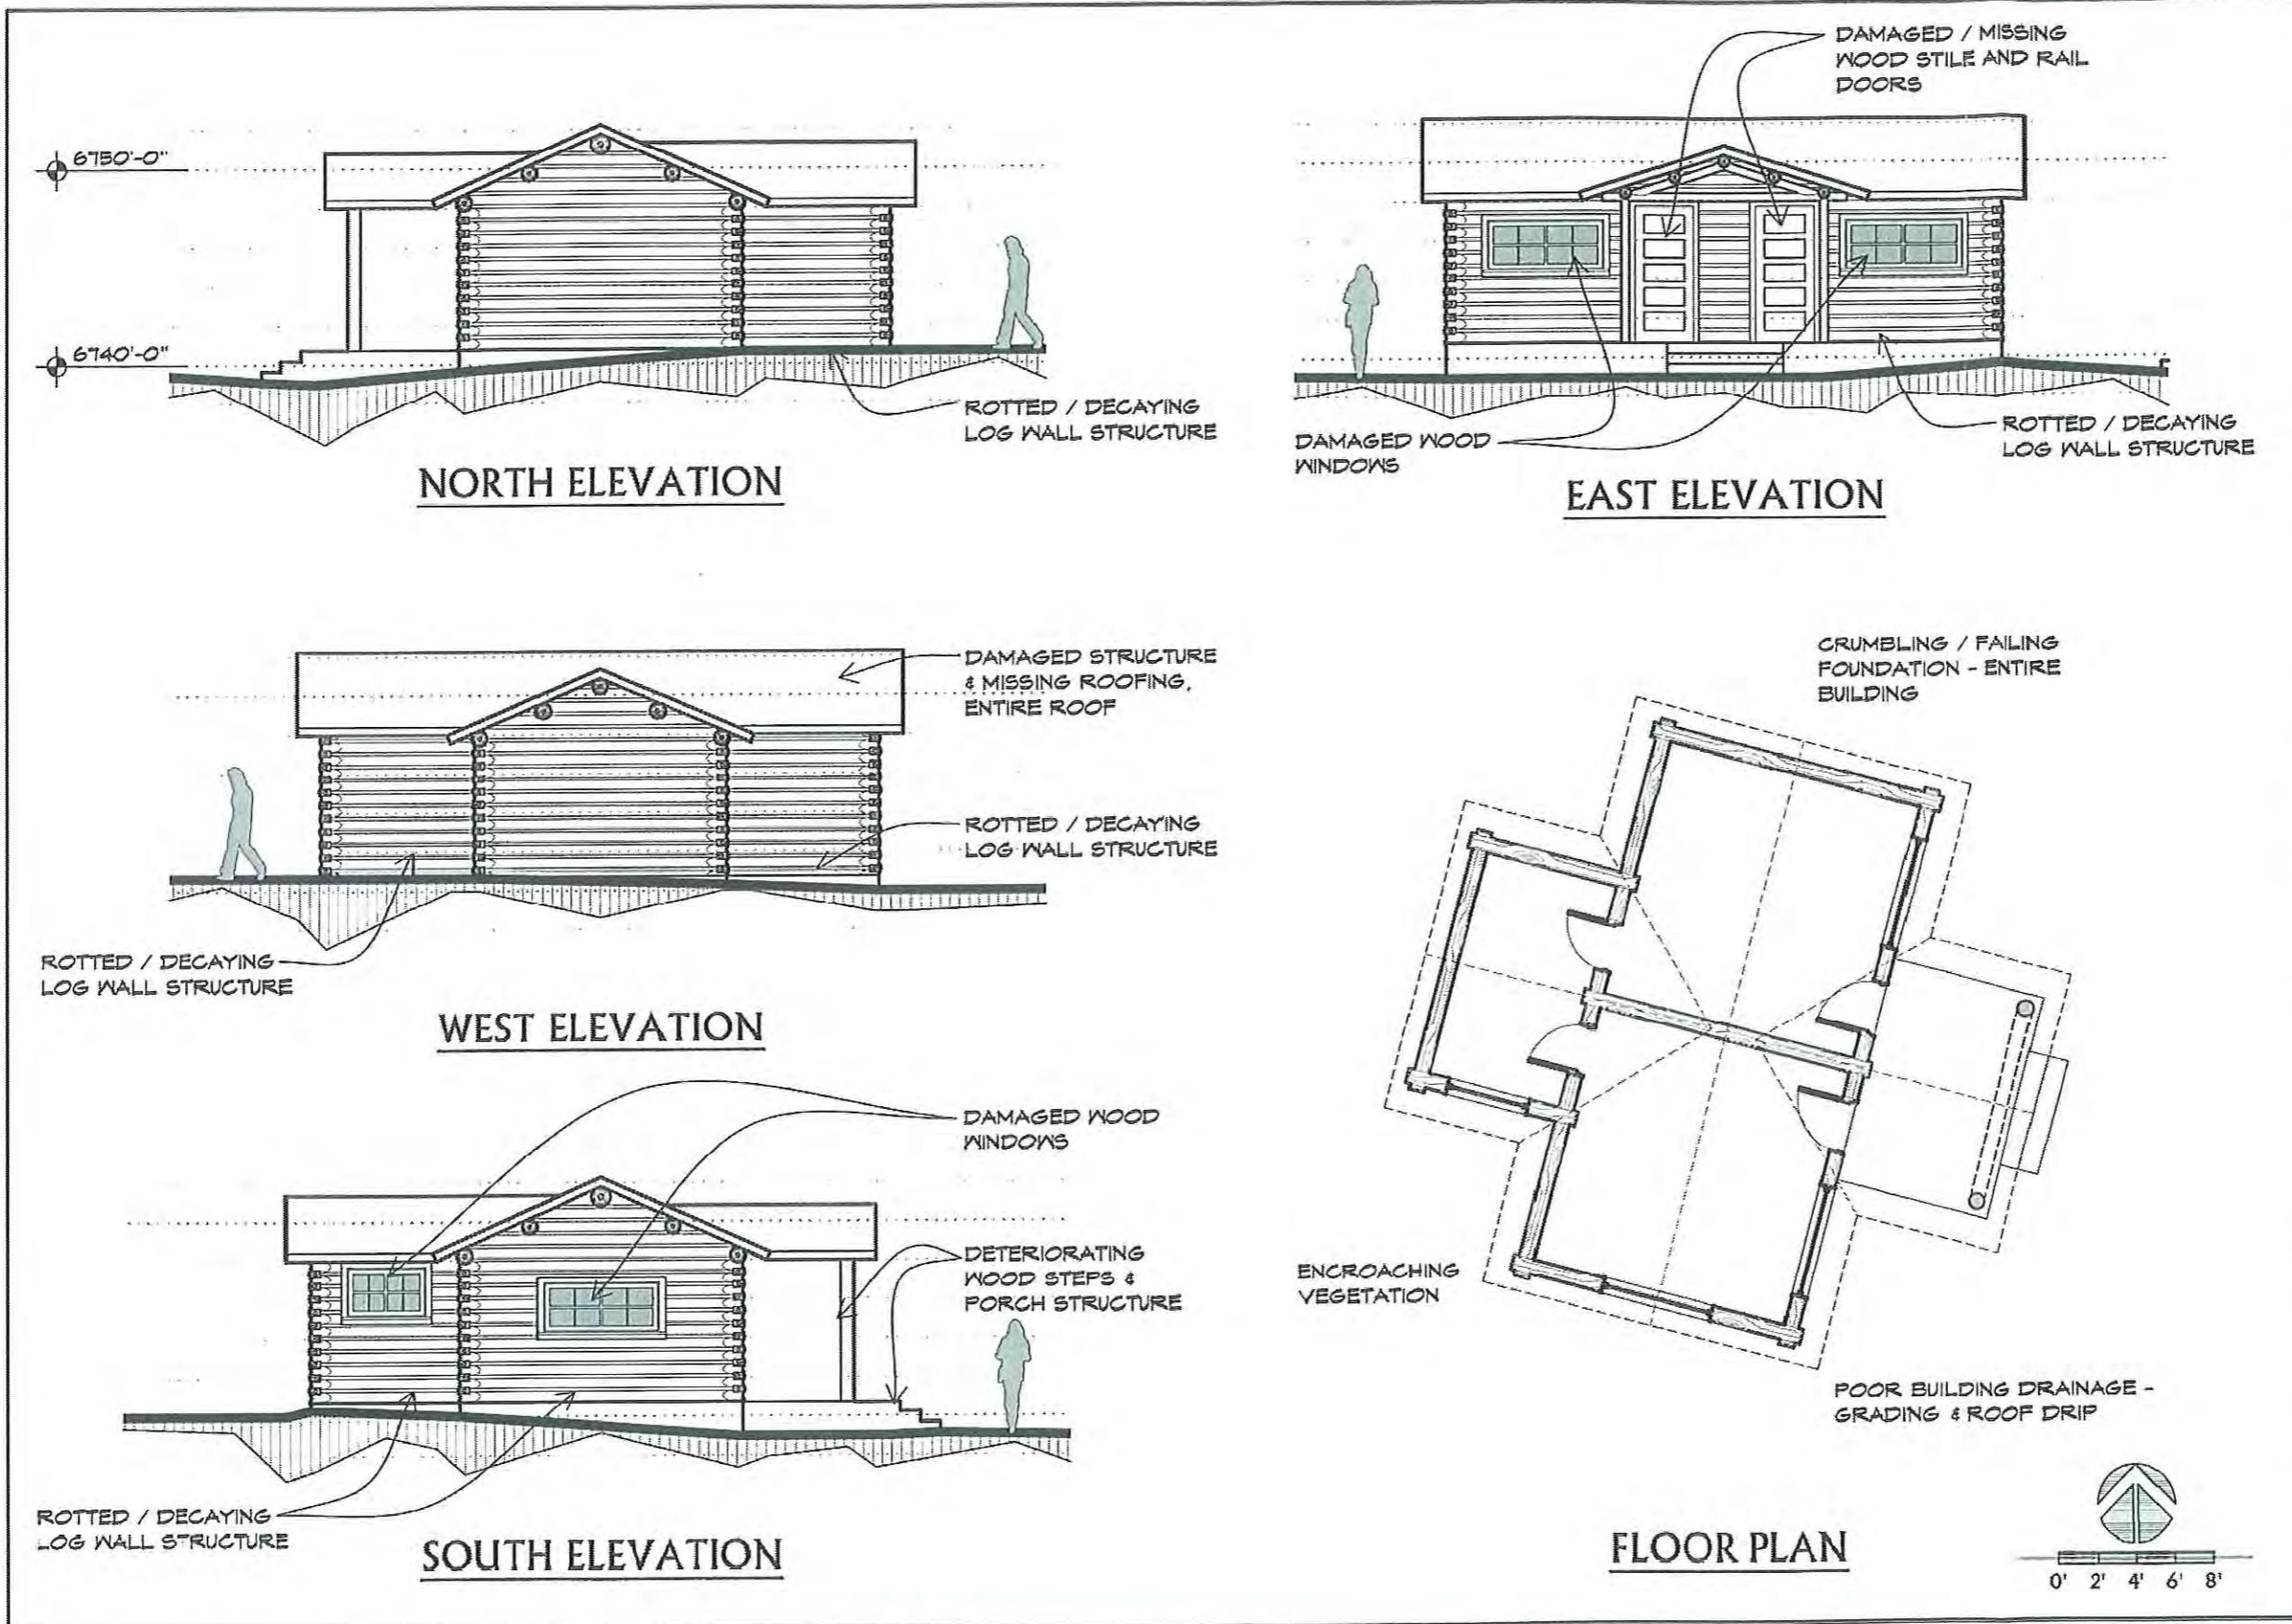 6750'-0"
6740'-0"
ROTTED / DECAYING
LOG WALL STRUCTURE
NORTH ELEVATION
DAMAGED / MISSING
WOOD STILE AND RAIL
DOORS
DAMAGED WOOD
WINDOWS
ROTTED / DECAYING
LOG WALL STRUCTURE
EAST ELEVATION
DAMAGED STRUCTURE
& MISSING ROOFING,
ENTIRE ROOF
ROTTED / DECAYING
LOG WALL STRUCTURE
ROTTED / DECAYING
LOG WALL STRUCTURE
WEST ELEVATION
DAMAGED WOOD
WINDOWS
DETERIORATING
WOOD STEPS &
PORCH STRUCTURE
ROTTED / DECAYING
LOG WALL STRUCTURE
SOUTH ELEVATION
CRUMBLING / FAILING
FOUNDATION - ENTIRE
BUILDING
ENCROACHING
VEGETATION
POOR BUILDING DRAINAGE -
GRADING & ROOF DRIP
FLOOR PLAN
0' 2' 4' 6' 8'